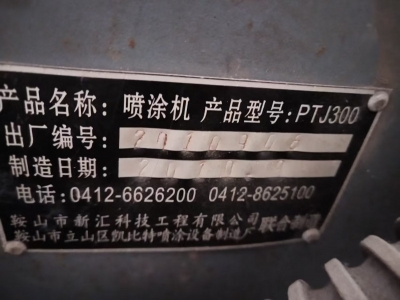 产品名称：喷涂机 产品型号：PTJ300
出厂编号：
制造日期：
电话：0412-6626200 0412-8625100
鞍山市新汇科技工程有限公司
鞍山市立山区凯比特喷涂设备制造厂 联合制造